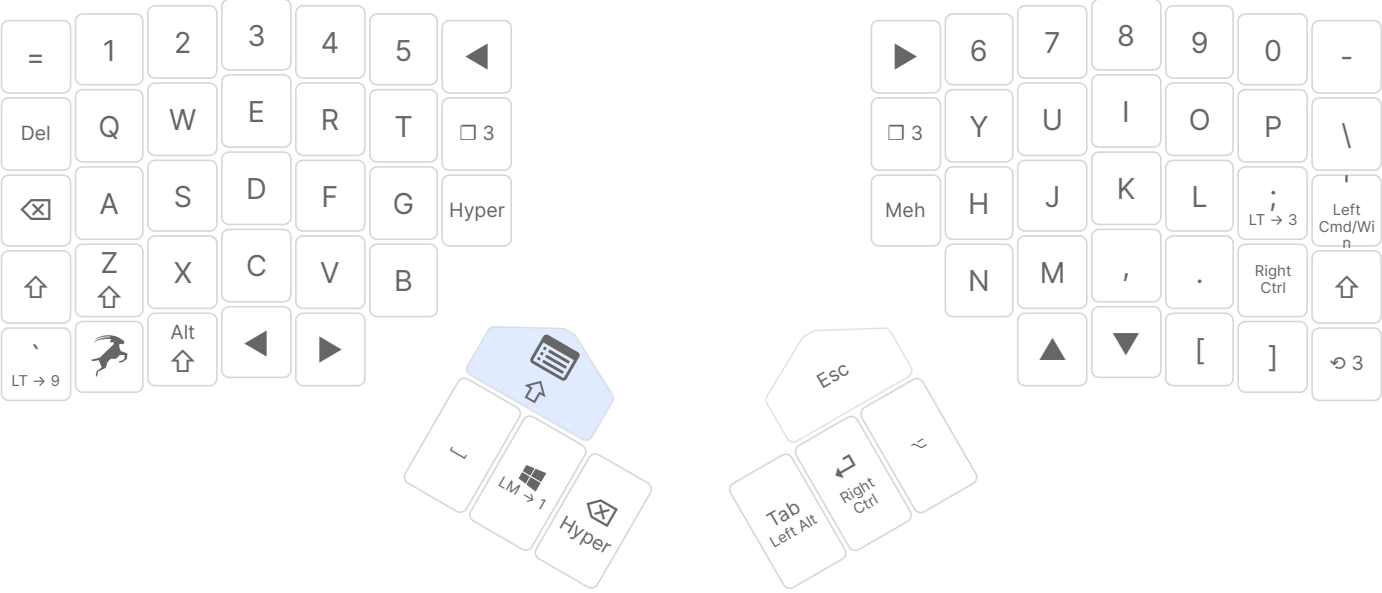 = 1 2 3 4 5 ◀ ▶ 6 7 8 9 0 -
Del Q W E R T ❐ 3 ❐ 3 Y U I O P \
⌫ A S D F G Hyper Meh H J K L ; '
LT → 3 Left
Cmd/Wi
n
⇧ Z X C V B N M , . Right ⇧
⇧ Ctrl
` Alt ◀ ▶ ▲ ▼ [ ] ⟲ 3
LT → 9 ⇧
⇧ Esc
LM → 1
⌫
Hyper
Tab
Left Alt
Right
Ctrl
⌥